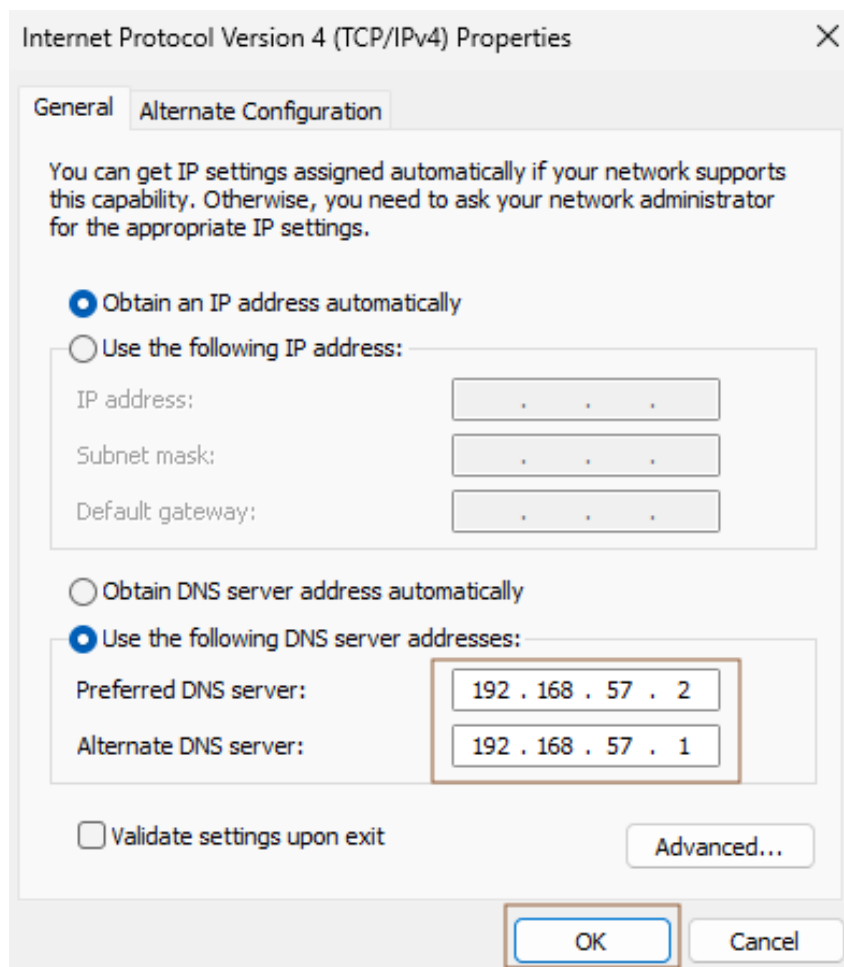 Internet Protocol Version 4 (TCP/IPv4) Properties
General
Alternate Configuration
You can get IP settings assigned automatically if your network supports
this capability. Otherwise, you need to ask your network administrator
for the appropriate IP settings.
Obtain an IP address automatically
Use the following IP address:
IP address: . . .
Subnet mask: . . .
Default gateway: . . .
Obtain DNS server address automatically
Use the following DNS server addresses:
Preferred DNS server: 192 . 168 . 57 . 2
Alternate DNS server: 192 . 168 . 57 . 1
Validate settings upon exit
Advanced...
OK Cancel